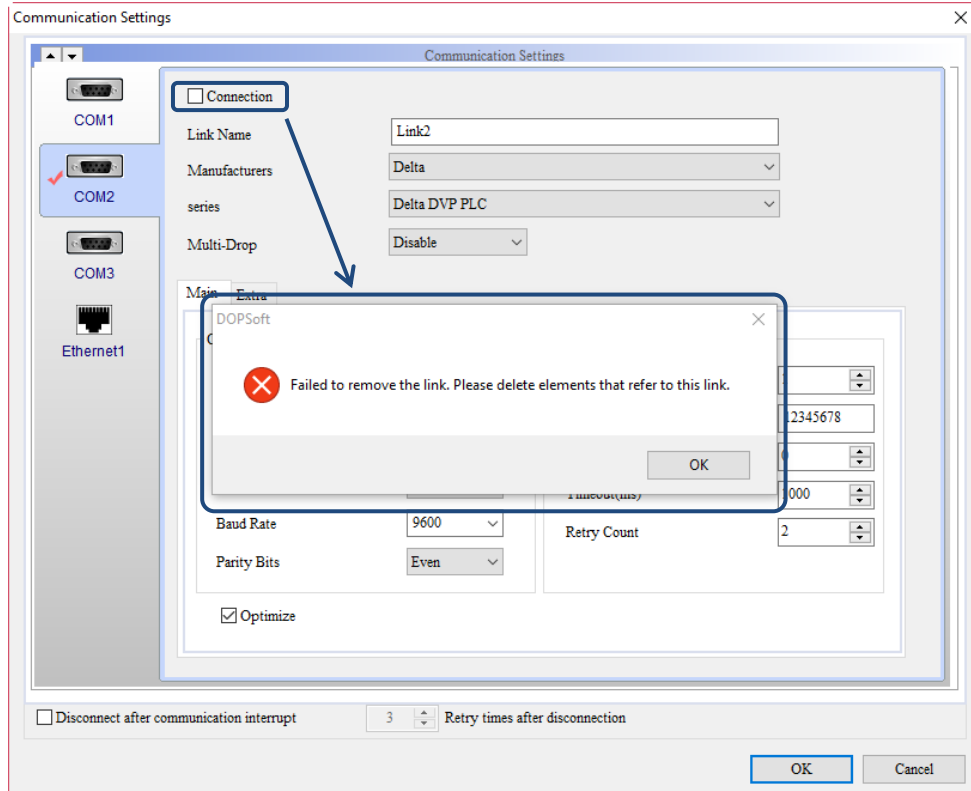 Communication Settings
Communication Settings
COM1
COM2
COM3
Ethernet1
Connection
Link Name
Link2
Manufacturers
Delta
series
Delta DVP PLC
Multi-Drop
Disable
Main
Extra
DOPSoft
Failed to remove the link. Please delete elements that refer to this link.
OK
12345678
0
Timeout(ms)
Baud Rate
9600
Retry Count
2
Parity Bits
Even
Optimize
Disconnect after communication interrupt
3
Retry times after disconnection
OK
Cancel